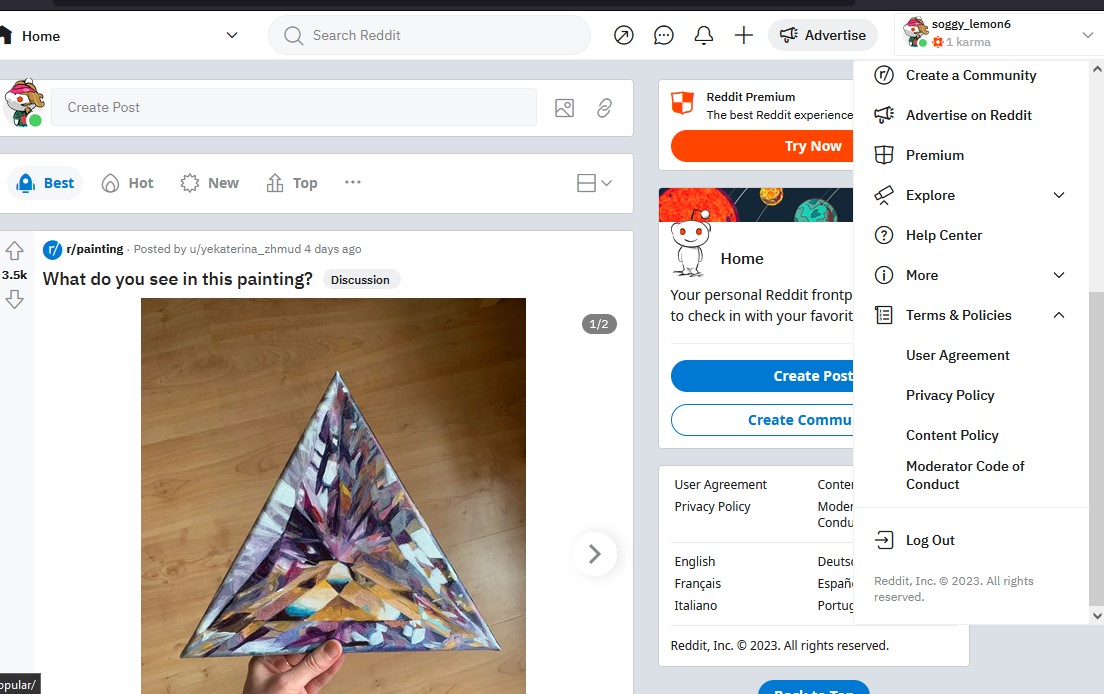 Home
Search Reddit
Advertise
soggy_lemon6
1 karma
Create Post
Best
Hot
New
Top
r/painting · Posted by u/yekaterina_zhmud 4 days ago
3.5k
What do you see in this painting?
Discussion
1/2
Reddit Premium
The best Reddit experience
Try Now
Home
Your personal Reddit frontp
to check in with your favorit
Create Post
Create Commu
User Agreement
Conter
Privacy Policy
Moder
Condu
English
Deutsc
Français
Españ
Italiano
Portug
Reddit, Inc. © 2023. All rights reserved.
Back to Top
Create a Community
Advertise on Reddit
Premium
Explore
Help Center
More
Terms & Policies
User Agreement
Privacy Policy
Content Policy
Moderator Code of
Conduct
Log Out
Reddit, Inc. © 2023. All rights
reserved.
opular/